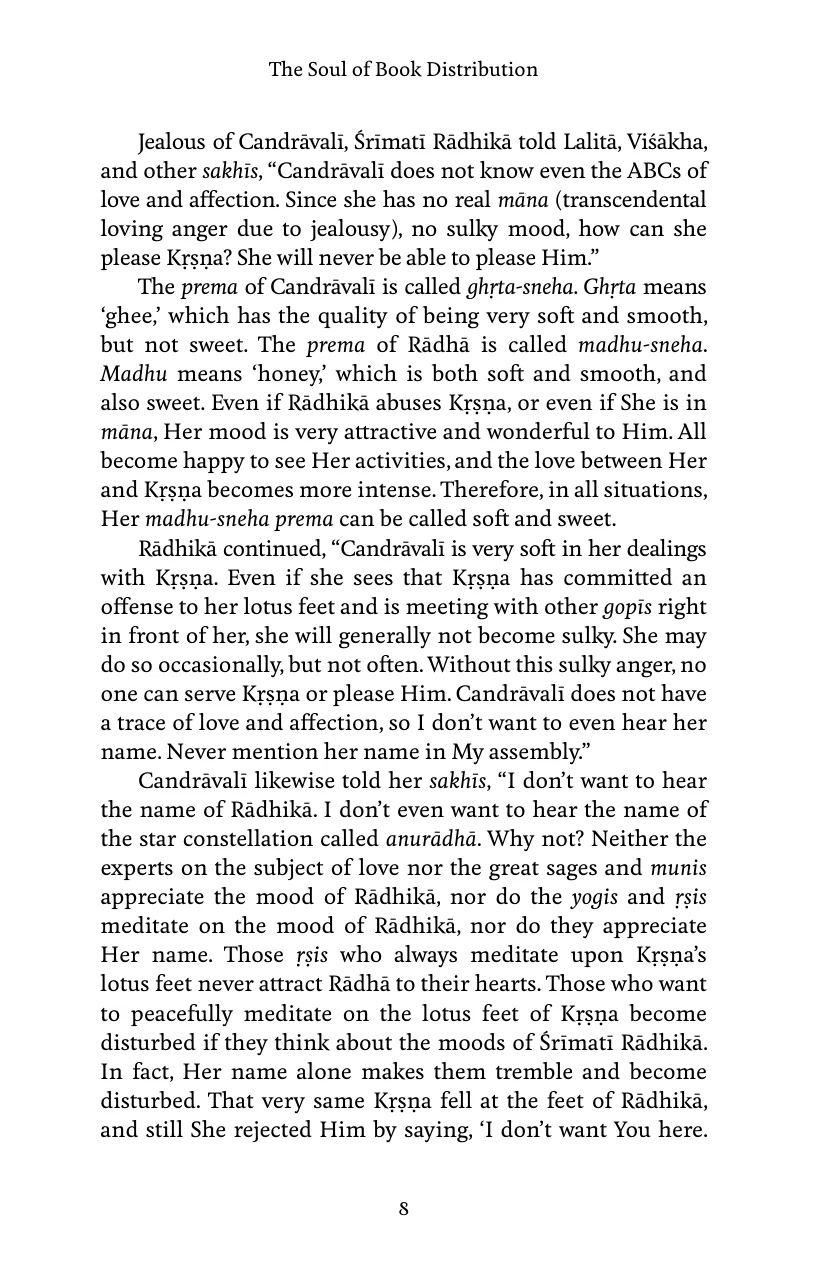 The Soul of Book Distribution
Jealous of Candrāvalī, Śrīmatī Rādhikā told Lalitā, Viśākha,
and other sakhīs, “Candrāvalī does not know even the ABCs of
love and affection. Since she has no real māna (transcendental
loving anger due to jealousy), no sulky mood, how can she
please Kṛṣṇa? She will never be able to please Him.”
The prema of Candrāvalī is called ghṛta-sneha. Ghṛta means
‘ghee,’ which has the quality of being very soft and smooth,
but not sweet. The prema of Rādhā is called madhu-sneha.
Madhu means ‘honey,’ which is both soft and smooth, and
also sweet. Even if Rādhikā abuses Kṛṣṇa, or even if She is in
māna, Her mood is very attractive and wonderful to Him. All
become happy to see Her activities, and the love between Her
and Kṛṣṇa becomes more intense. Therefore, in all situations,
Her madhu-sneha prema can be called soft and sweet.
Rādhikā continued, “Candrāvalī is very soft in her dealings
with Kṛṣṇa. Even if she sees that Kṛṣṇa has committed an
offense to her lotus feet and is meeting with other gopīs right
in front of her, she will generally not become sulky. She may
do so occasionally, but not often. Without this sulky anger, no
one can serve Kṛṣṇa or please Him. Candrāvalī does not have
a trace of love and affection, so I don’t want to even hear her
name. Never mention her name in My assembly.”
Candrāvalī likewise told her sakhīs, “I don’t want to hear
the name of Rādhikā. I don’t even want to hear the name of
the star constellation called anurādhā. Why not? Neither the
experts on the subject of love nor the great sages and munis
appreciate the mood of Rādhikā, nor do the yogis and ṛṣis
meditate on the mood of Rādhikā, nor do they appreciate
Her name. Those ṛṣis who always meditate upon Kṛṣṇa’s
lotus feet never attract Rādhā to their hearts. Those who want
to peacefully meditate on the lotus feet of Kṛṣṇa become
disturbed if they think about the moods of Śrīmatī Rādhikā.
In fact, Her name alone makes them tremble and become
disturbed. That very same Kṛṣṇa fell at the feet of Rādhikā,
and still She rejected Him by saying, ‘I don’t want You here.
8